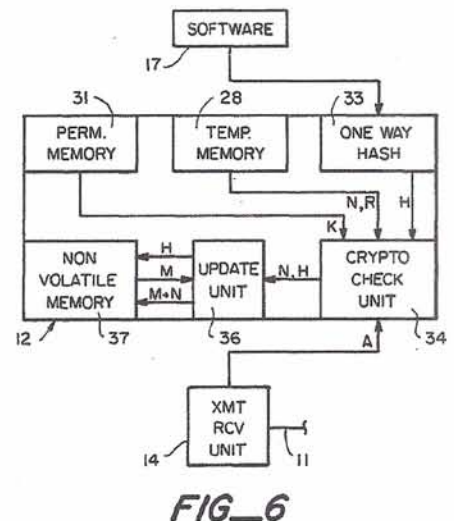 SOFTWARE
17
31
28
33
PERM.
MEMORY
TEMP.
MEMORY
ONE WAY
HASH
N,R
H
K
NON
VOLATILE
MEMORY
H
M
M+N
UPDATE
UNIT
N,H
CRYPTO
CHECK
UNIT
12
37
36
34
A
XMT
RCV
UNIT
14
11
FIG_6